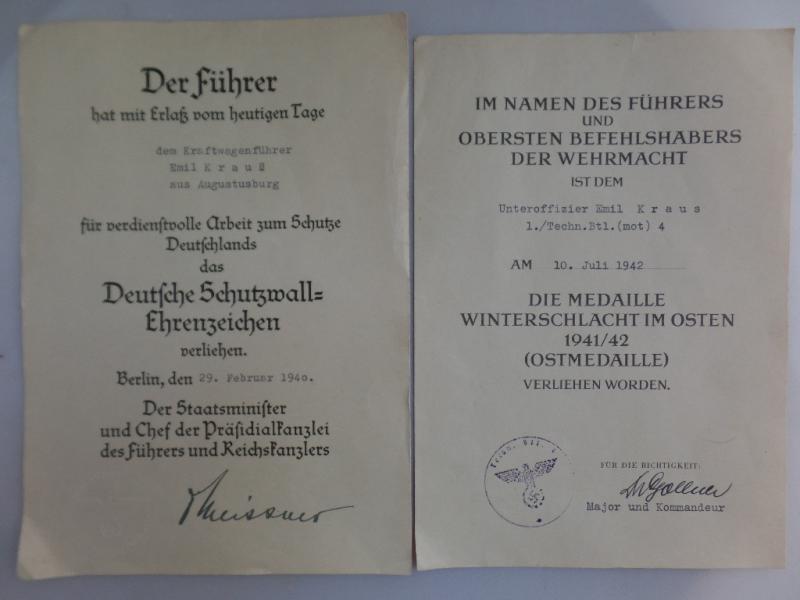 Der Führer
hat mit Erlaß vom heutigen Tage
dem Kraftwagenführer
Emil K r a u ß
aus Augustusburg
für verdienstvolle Arbeit zum Schutze
Deutschlands
das
Deutsche Schutzwall=
Ehrenzeichen
verliehen.
Berlin, den 29. Februar 1940.
Der Staatsminister
und Chef der Präsidialkanzlei
des Führers und Reichskanzlers
Meissner
IM NAMEN DES FÜHRERS
UND
OBERSTEN BEFEHLSHABERS
DER WEHRMACHT
IST DEM
Unteroffizier Emil K r a u s
1./Techn.Btl.(mot) 4
AM 10. Juli 1942
DIE MEDAILLE
WINTERSCHLACHT IM OSTEN
1941/42
(OSTMEDAILLE)
VERLIEHEN WORDEN.
Techn. Btl. 4
FÜR DIE RICHTIGKEIT:
Major und Kommandeur